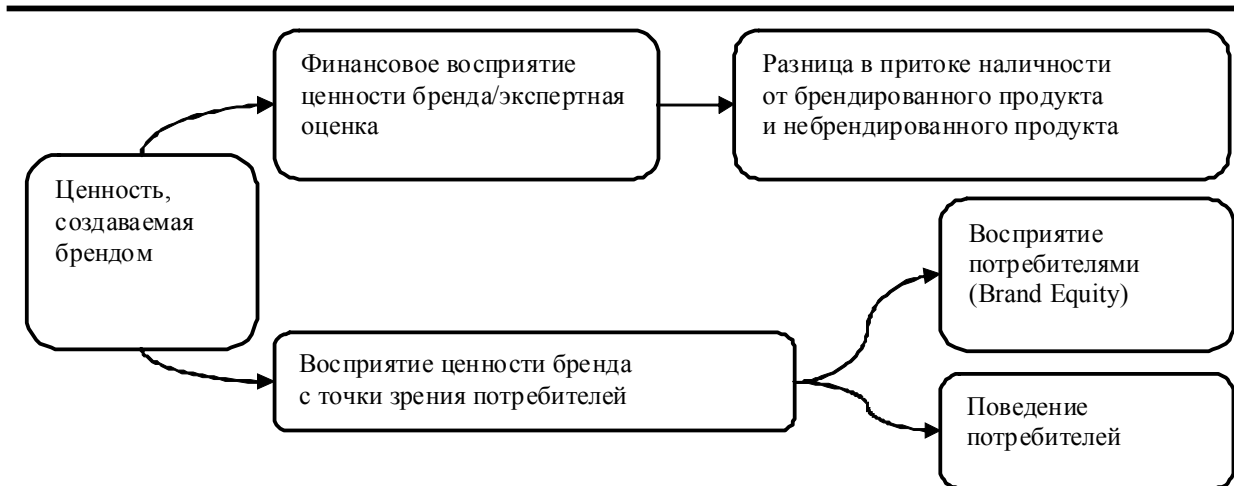 Финансовое восприятие
ценности бренда/экспертная
оценка
Разница в притоке наличности
от брендированного продукта
и небрендированного продукта
Ценность,
создаваемая
брендом
Восприятие
потребителями
(Brand Equity)
Восприятие ценности бренда
с точки зрения потребителей
Поведение
потребителей